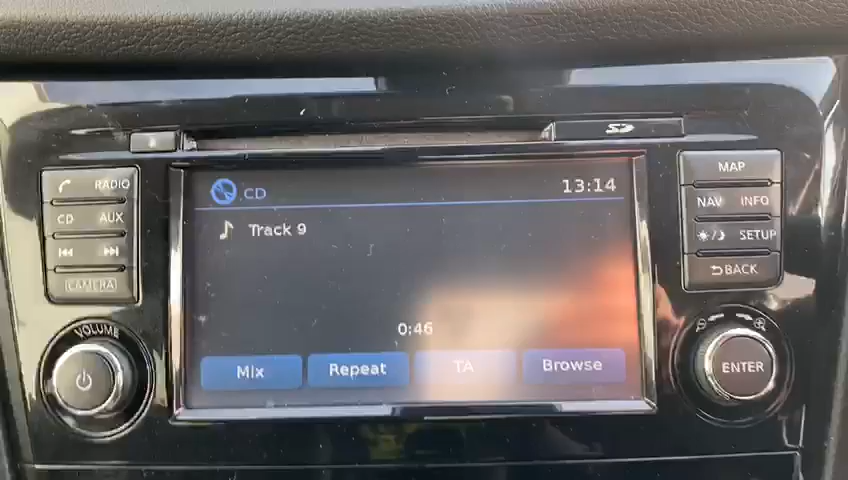 SD
RADIO
CD AUX
CAMERA
VOLUME
CD
13:14
Track 9
0:46
Mix
Repeat
TA
Browse
MAP
NAV INFO
SETUP
BACK
ENTER